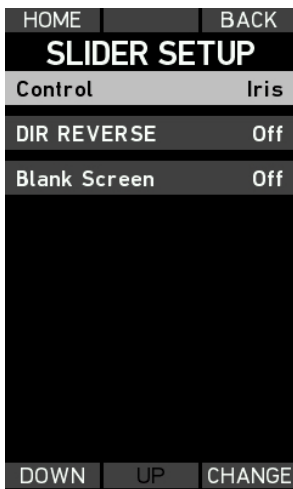 HOME BACK
SLIDER SETUP
Control Iris
DIR REVERSE Off
Blank Screen Off
DOWN UP CHANGE